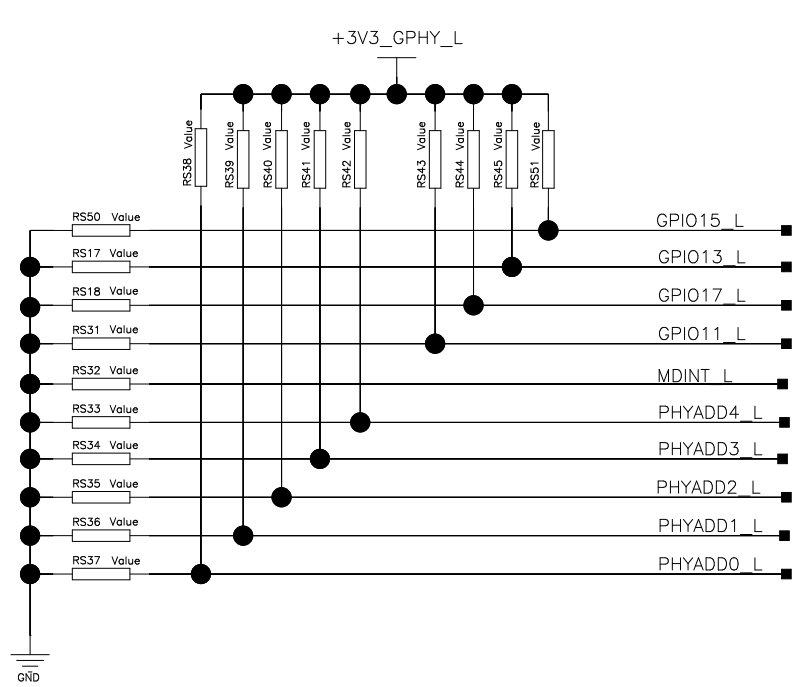 +3V3_GPHY_L
RS38 Value
RS39 Value
RS40 Value
RS41 Value
RS42 Value
RS43 Value
RS44 Value
RS45 Value
RS51 Value
RS50 Value
GPIO15_L
RS17 Value
GPIO13_L
RS18 Value
GPIO17_L
RS31 Value
GPIO11_L
RS32 Value
MDINT_L
RS33 Value
PHYADD4_L
RS34 Value
PHYADD3_L
RS35 Value
PHYADD2_L
RS36 Value
PHYADD1_L
RS37 Value
PHYADD0_L
GND